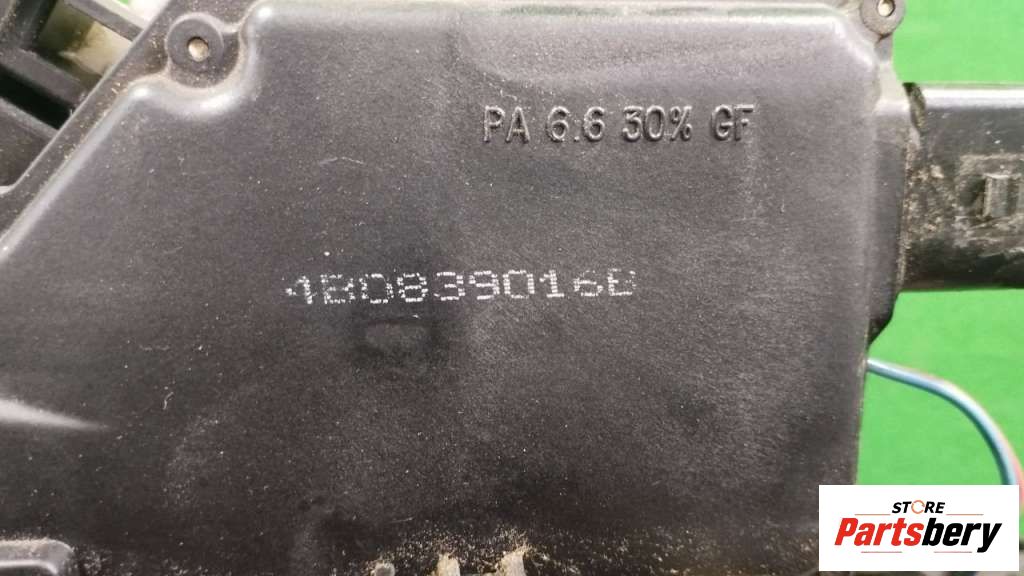 PA 6.6 30% GF
4B0839016B
STORE
Partsbery